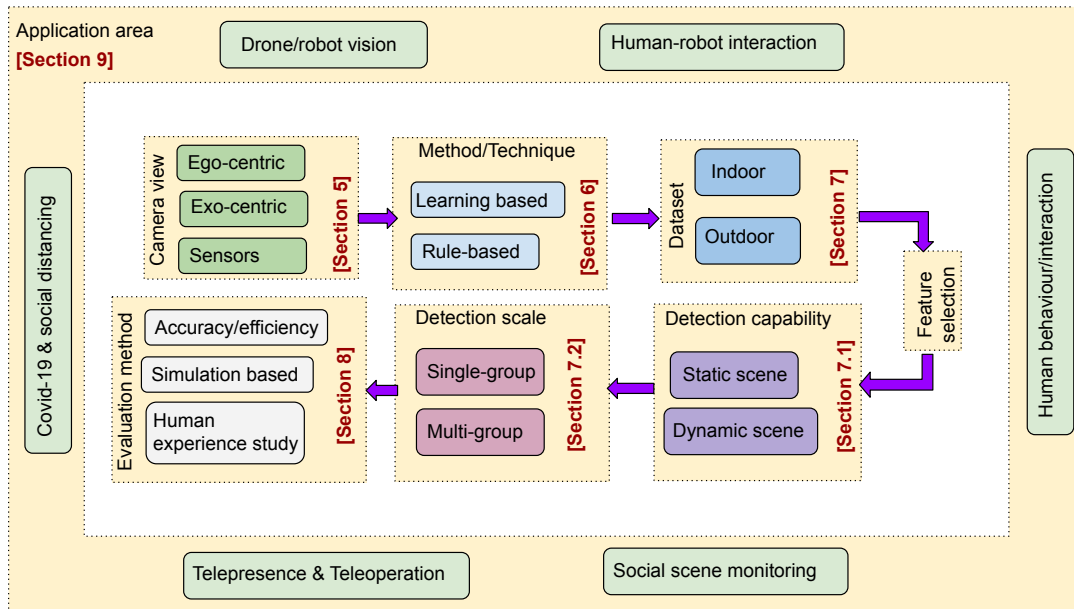 Application area
[Section 9]
Drone/robot vision
Human-robot interaction
Covid-19 & social distancing
Human behaviour/interaction
Camera view
Ego-centric
Exo-centric
Sensors
[Section 5]
Method/Technique
Learning based
Rule-based
[Section 6]
Dataset
Indoor
Outdoor
[Section 7]
Feature
selection
Evaluation method
Accuracy/efficiency
Simulation based
Human
experience study
[Section 8]
Detection scale
Single-group
Multi-group
[Section 7.2]
Detection capability
Static scene
Dynamic scene
[Section 7.1]
Telepresence & Teleoperation
Social scene monitoring